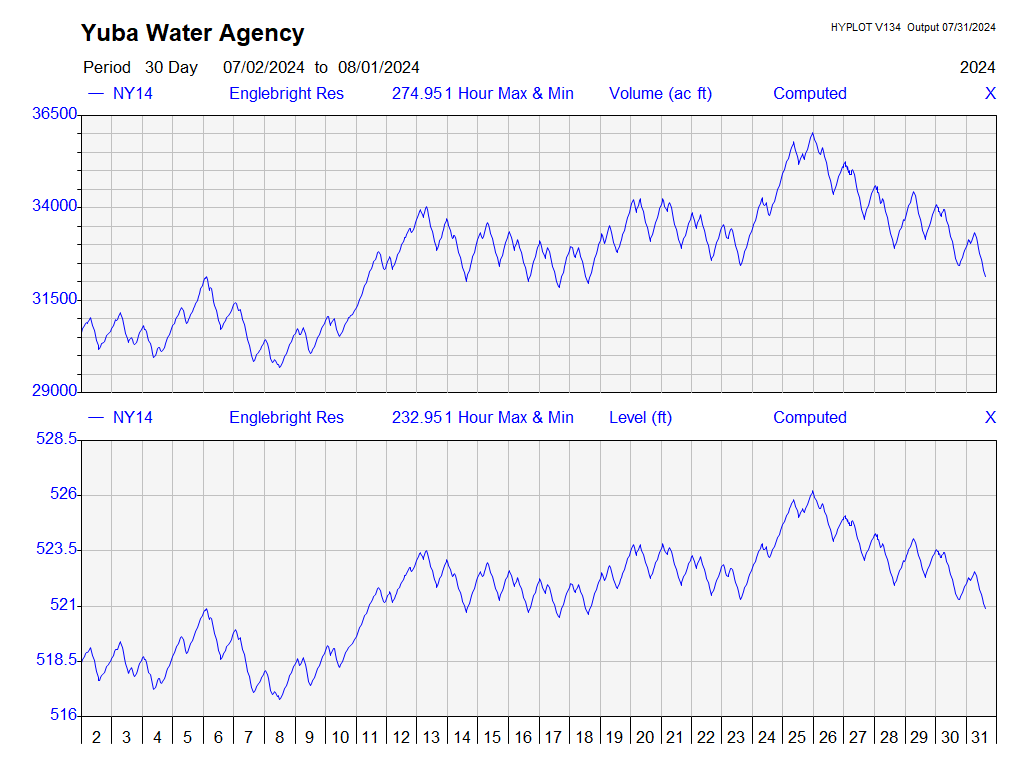 Yuba Water Agency
HYPLOT V134 Output 07/31/2024
Period 30 Day 07/02/2024 to 08/01/2024 2024
NY14 Englebright Res 274.951 Hour Max & Min Volume (ac ft) Computed X
36500
34000
31500
29000
NY14 Englebright Res 232.951 Hour Max & Min Level (ft) Computed X
528.5
526
523.5
521
518.5
516
2 3 4 5 6 7 8 9 10 11 12 13 14 15 16 17 18 19 20 21 22 23 24 25 26 27 28 29 30 31